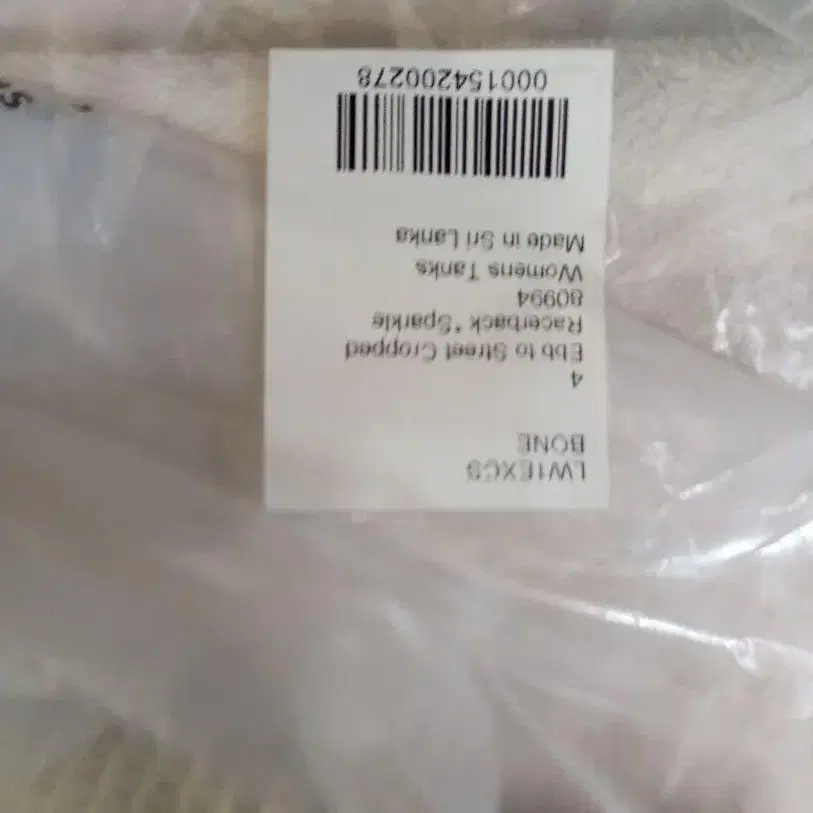 LW1EXCS
BONE
4
Ebb to Street Cropped
Racerback *Sparkle
80994
Womens Tanks
Made in Sri Lanka
000154200278